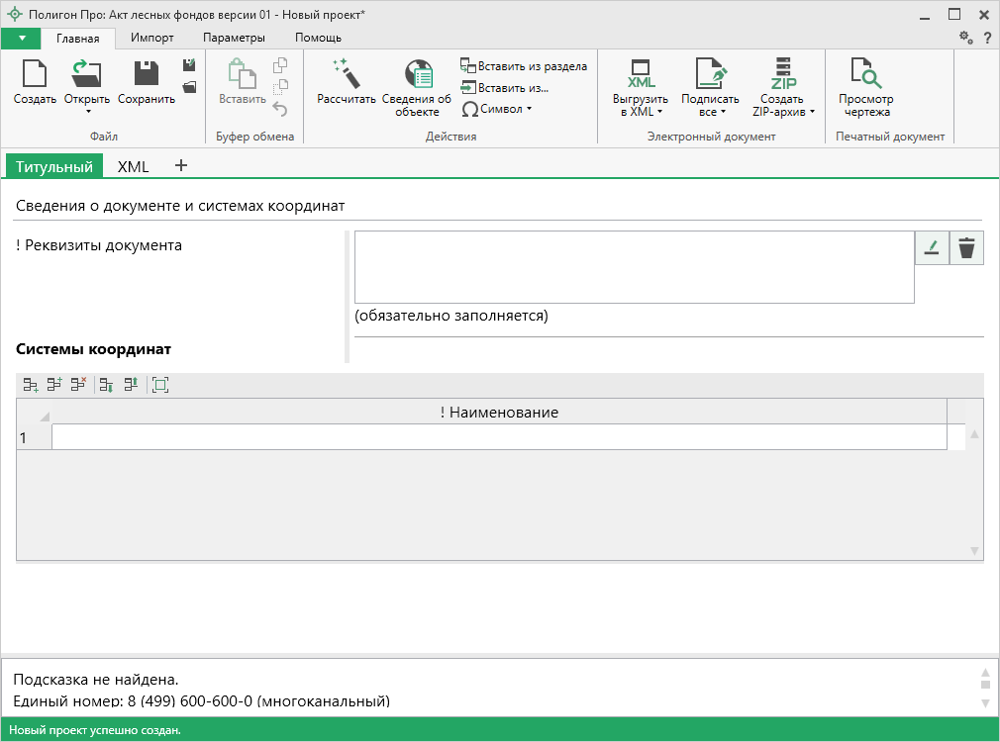 Полигон Про: Акт лесных фондов версии 01 - Новый проект*
Главная Импорт Параметры Помощь ?
Создать Открыть Сохранить
Файл
Вставить
Буфер обмена
Рассчитать Сведения об объекте
Вставить из раздела
Вставить из...
Символ
Действия
XML
Выгрузить в XML
Подписать все
ZIP
Создать ZIP-архив
Электронный документ
Просмотр чертежа
Печатный документ
Титульный XML +
Сведения о документе и системах координат
! Реквизиты документа
(обязательно заполняется)
Системы координат
! Наименование
1
Подсказка не найдена.
Единый номер: 8 (499) 600-600-0 (многоканальный)
Новый проект успешно создан.